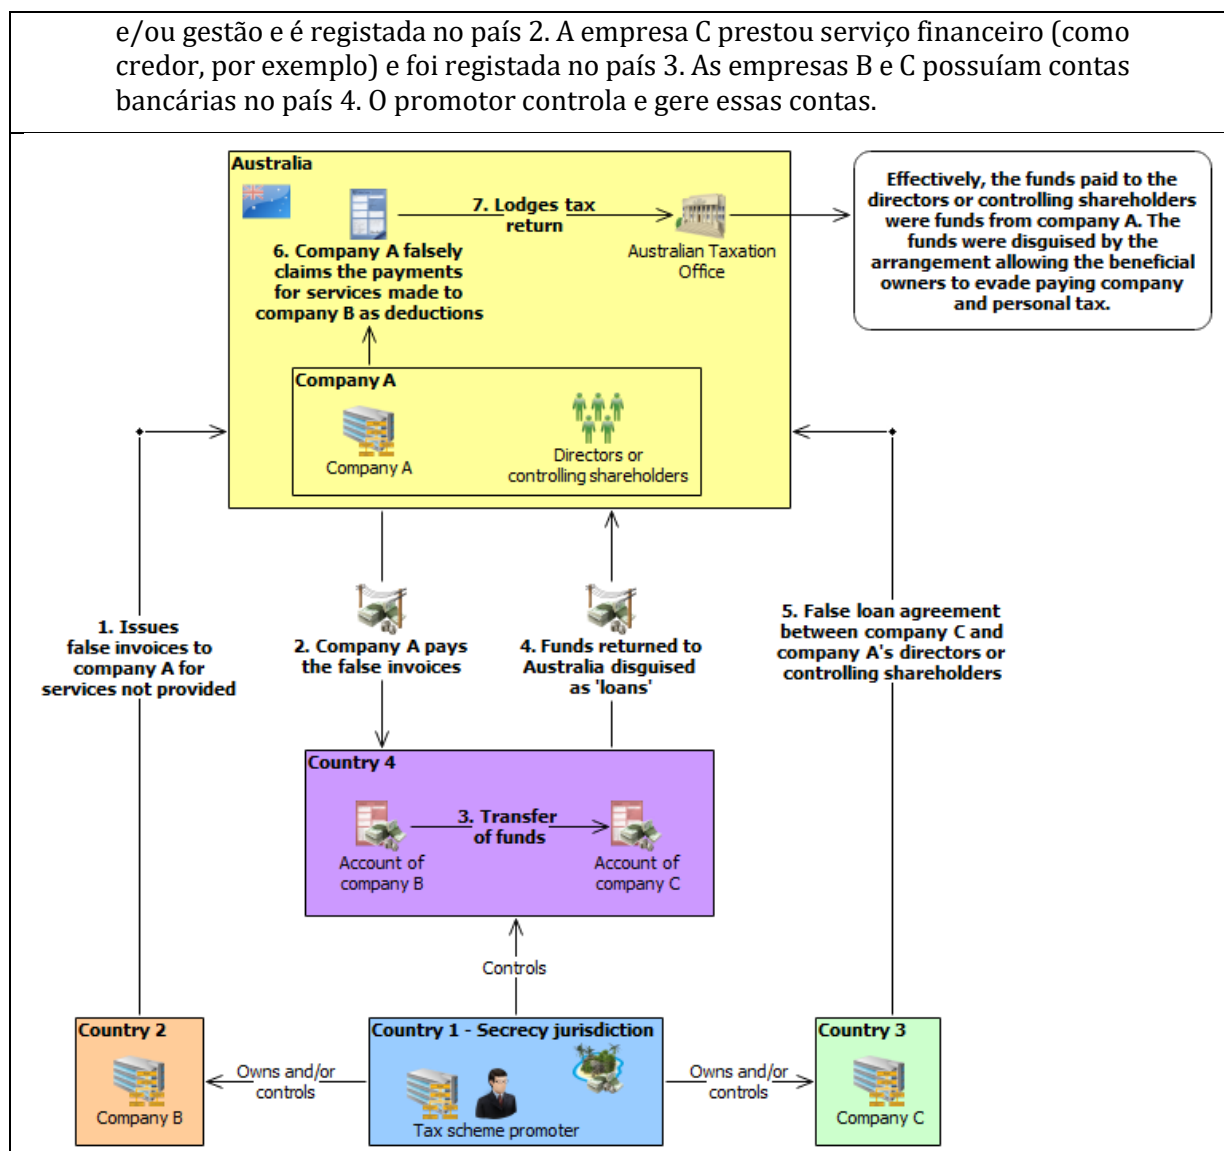 e/ou gestão e é registada no país 2. A empresa C prestou serviço financeiro (como
credor, por exemplo) e foi registada no país 3. As empresas B e C possuíam contas
bancárias no país 4. O promotor controla e gere essas contas.
Australia
7. Lodges tax
return
Australian Taxation
Office
Effectively, the funds paid to the
directors or controlling shareholders
were funds from company A. The
funds were disguised by the
arrangement allowing the beneficial
owners to evade paying company
and personal tax.
6. Company A falsely
claims the payments
for services made to
company B as deductions
Company A
Company A
Directors or
controlling shareholders
1. Issues
false invoices to
company A for
services not provided
2. Company A pays
the false invoices
4. Funds returned to
Australia disguised
as 'loans'
5. False loan agreement
between company C and
company A's directors or
controlling shareholders
Country 4
3. Transfer
of funds
Account of
company B
Account of
company C
Controls
Country 2
Company B
Owns and/or
controls
Country 1 - Secrecy jurisdiction
Tax scheme promoter
Owns and/or
controls
Country 3
Company C